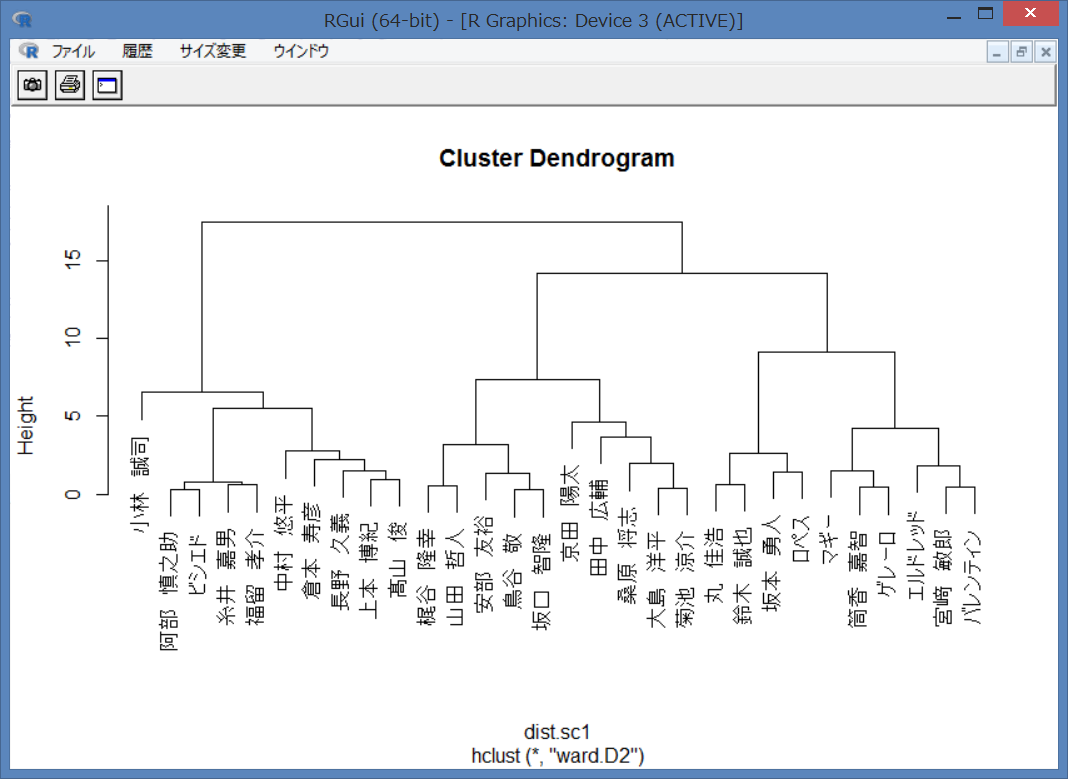 RGui (64-bit) - [R Graphics: Device 3 (ACTIVE)]
ファイル 履歴 サイズ変更 ウインドウ
Cluster Dendrogram
Height
15
10
5
0
小林 誠司
阿部 慎之助
ビシエド
糸井 嘉男
福留 孝介
中村 悠平
倉本 寿彦
長野 久義
上本 博紀
高山 俊
梶谷 隆幸
山田 哲人
安部 友裕
鳥谷 敬
坂口 智隆
京田 陽太
田中 広輔
桑原 将志
大島 洋平
菊池 涼介
丸 佳浩
鈴木 誠也
坂本 勇人
ロペス
マギー
筒香 嘉智
ゲレーロ
エルドレッド
宮﨑 敏郎
バレンティン
dist.sc1
hclust (*, "ward.D2")